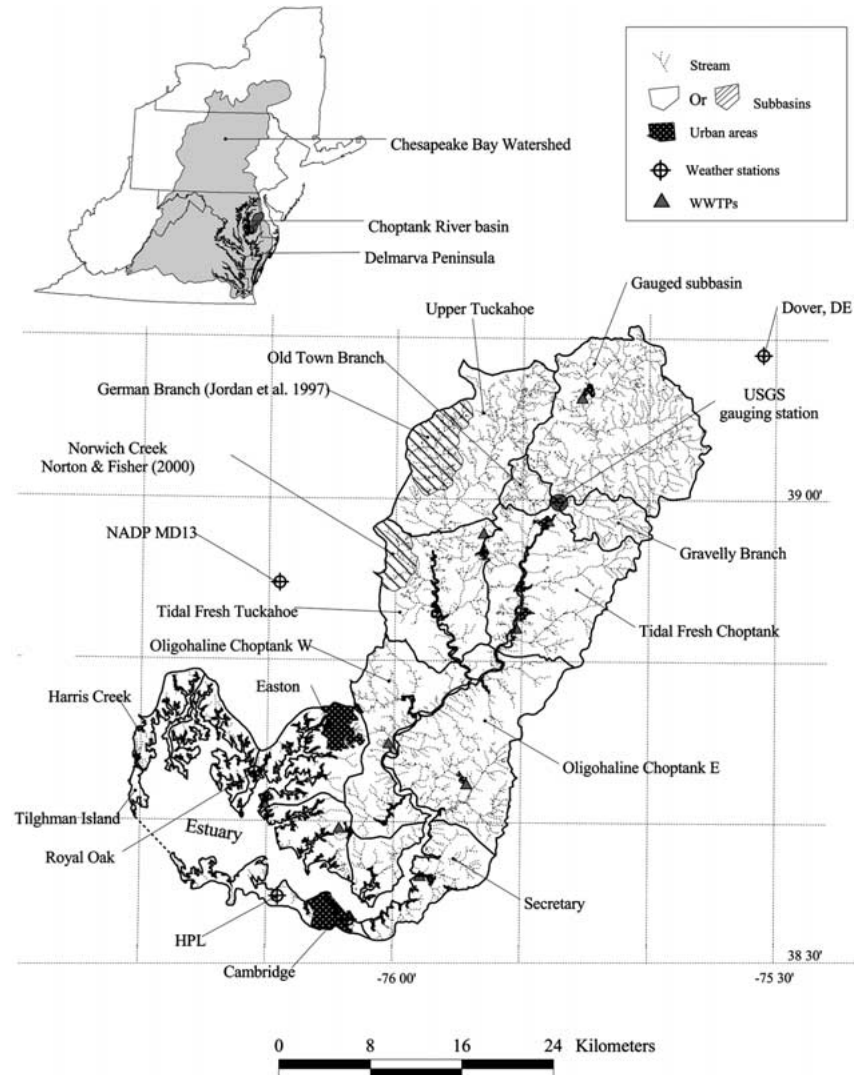 Stream
Or
Subbasins
Urban areas
Weather stations
WWTPs
Chesapeake Bay Watershed
Choptank River basin
Delmarva Peninsula
Gauged subbasin
Upper Tuckahoe
Dover, DE
Old Town Branch
German Branch (Jordan et al. 1997)
USGS
gauging station
Norwich Creek
Norton & Fisher (2000)
39 00'
NADP MD13
Gravelly Branch
Tidal Fresh Tuckahoe
Tidal Fresh Choptank
Oligohaline Choptank W
Easton
Harris Creek
Oligohaline Choptank E
Tilghman Island
Estuary
Royal Oak
Secretary
HPL
Cambridge
38 30'
-76 00'
-75 30'
0 8 16 24 Kilometers